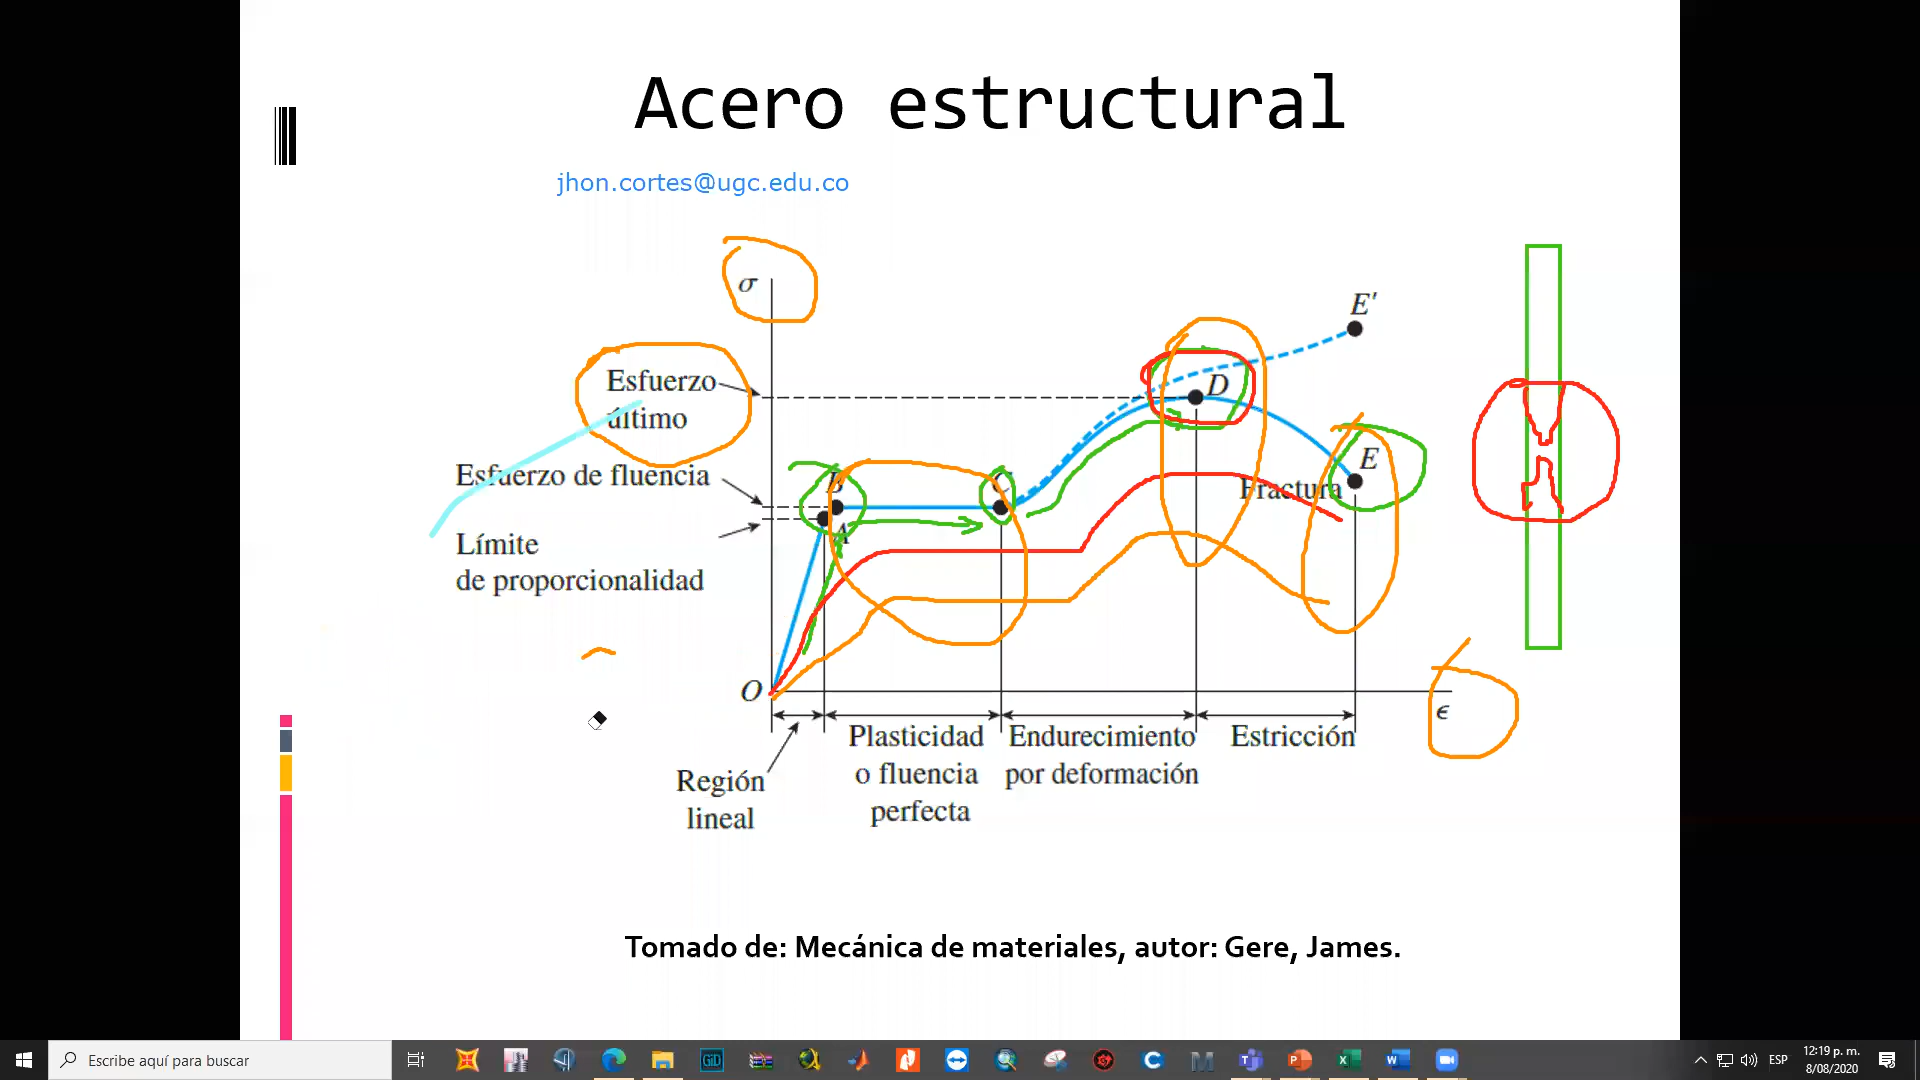 Acero estructural
jhon.cortes@ugc.edu.co
σ
E'
Esfuerzo
último
D
Esfuerzo de fluencia
B
C
E
Fractura
A
Límite
de proporcionalidad
O
ϵ
Plasticidad
o fluencia
perfecta
Endurecimiento
por deformación
Estricción
Región
lineal
Tomado de: Mecánica de materiales, autor: Gere, James.
Escribe aquí para buscar
GiD
ESP
12:19 p. m.
8/08/2020